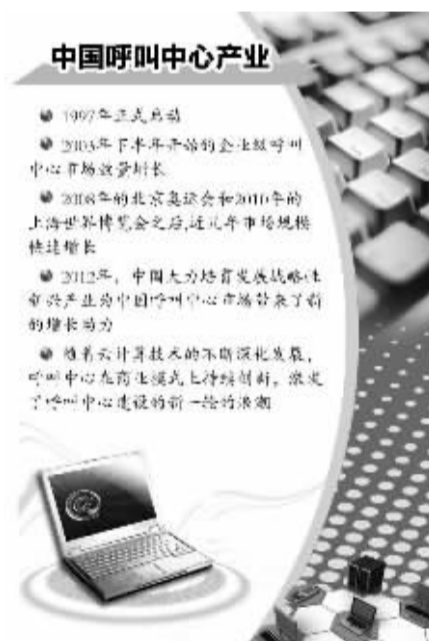 中国呼叫中心产业
1997年正式启动
2003年下半年开始的企业级呼叫
中心市场放量增长
2008年的北京奥运会和2010年的
上海世界博览会之后,近几年市场规模
快速增长
2012年，中国大力培育发展战略性
新兴产业为中国呼叫中心市场带来了新
的增长动力
随着云计算技术的不断深化发展，
呼叫中心在商业模式上持续创新，激发
了呼叫中心建设的新一轮的浪潮